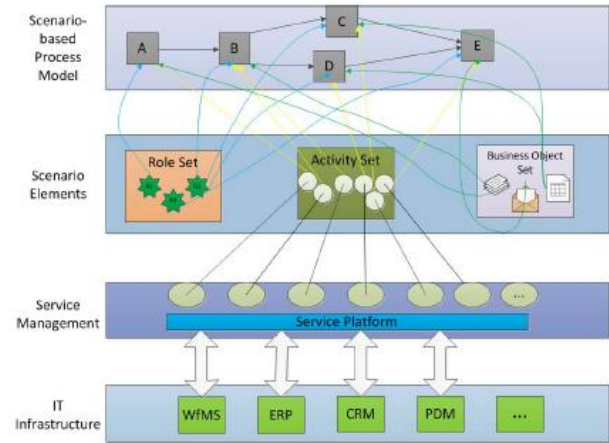 Scenario-
based
Process
Model
A
B
C
D
E
Scenario
Elements
Role Set
Activity Set
Business Object
Set
Service
Management
...
Service Platform
IT
Infrastructure
WfMS
ERP
CRM
PDM
...